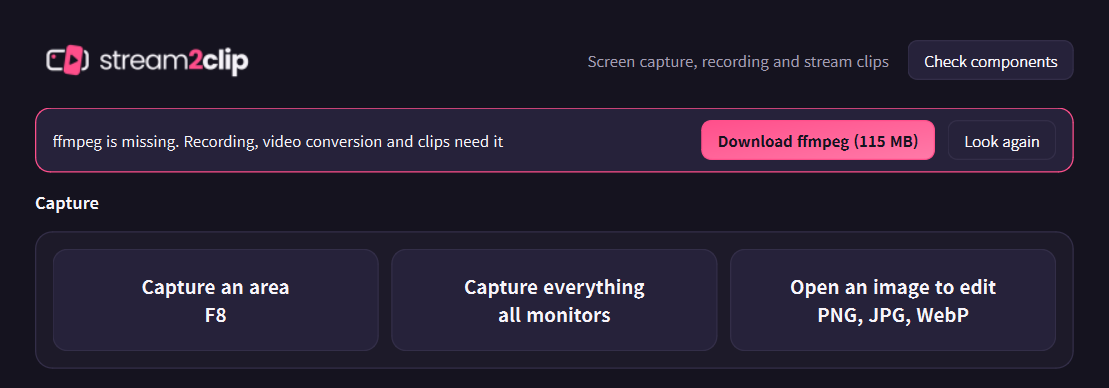 stream2clip
Screen capture, recording and stream clips
Check components
ffmpeg is missing. Recording, video conversion and clips need it
Download ffmpeg (115 MB)
Look again
Capture
Capture an area
F8
Capture everything
all monitors
Open an image to edit
PNG, JPG, WebP